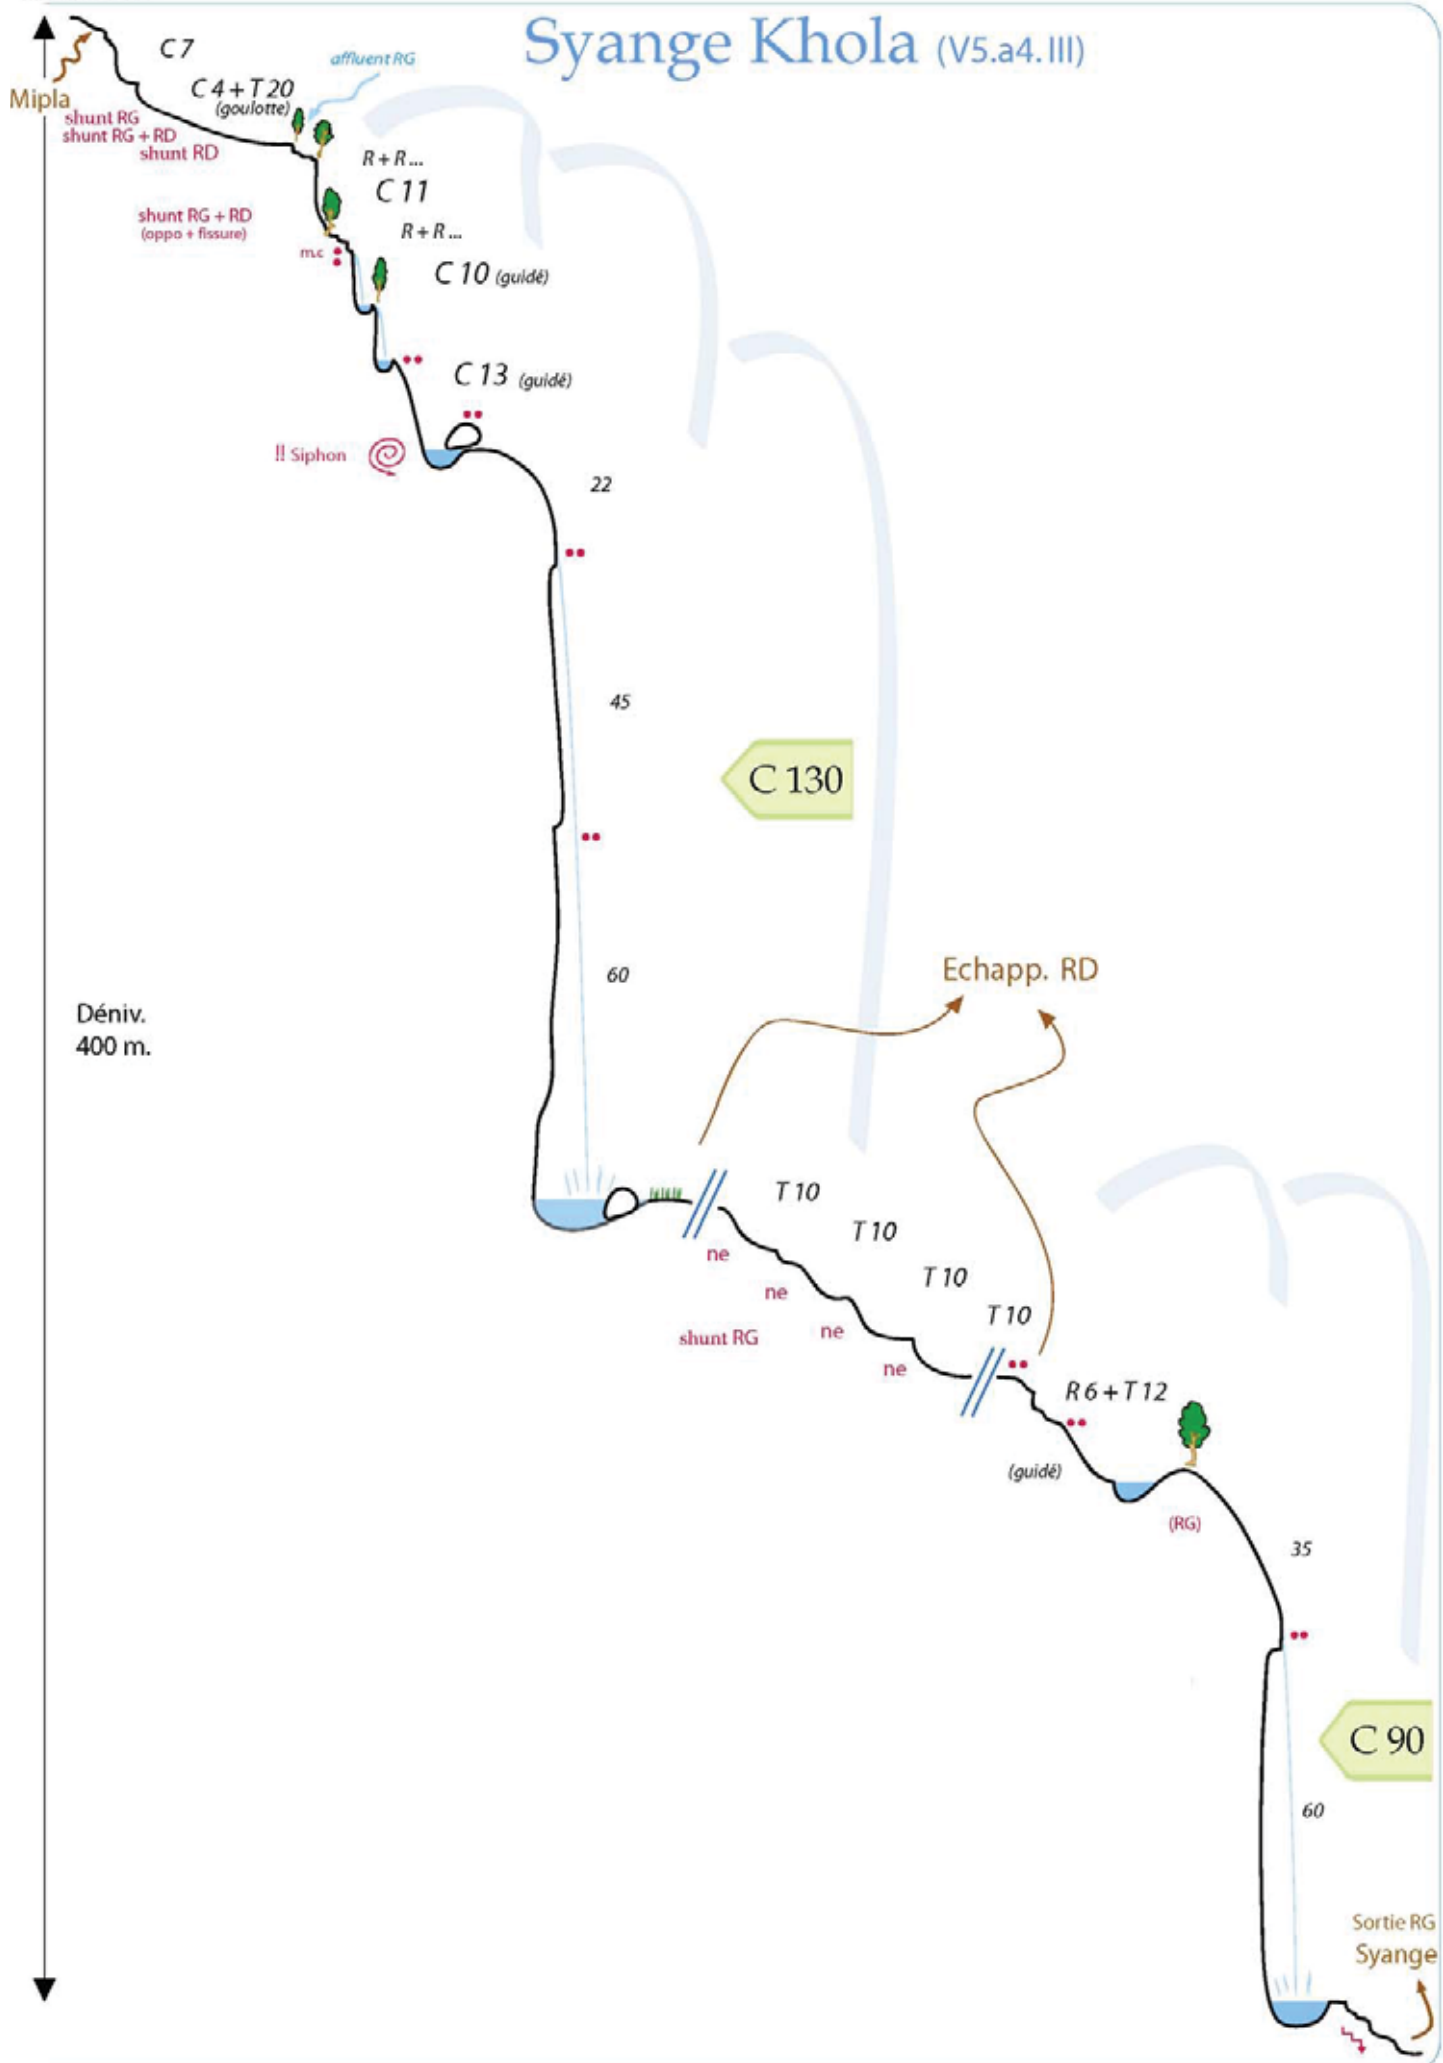 Syange Khola (V5.a4.III)
C 7
affluent RG
Mipla
C 4 + T 20
(goulotte)
shunt RG
shunt RG + RD
shunt RD
R + R ...
C 11
shunt RG + RD
(oppo + fissure)
R + R ...
m.c
C 10 (guidé)
C 13 (guidé)
!! Siphon
22
45
C 130
60
Echapp. RD
Déniv.
400 m.
T 10
T 10
ne
T 10
ne
T 10
shunt RG
ne
ne
R 6 + T 12
(guidé)
(RG)
35
C 90
60
Sortie RG
Syange